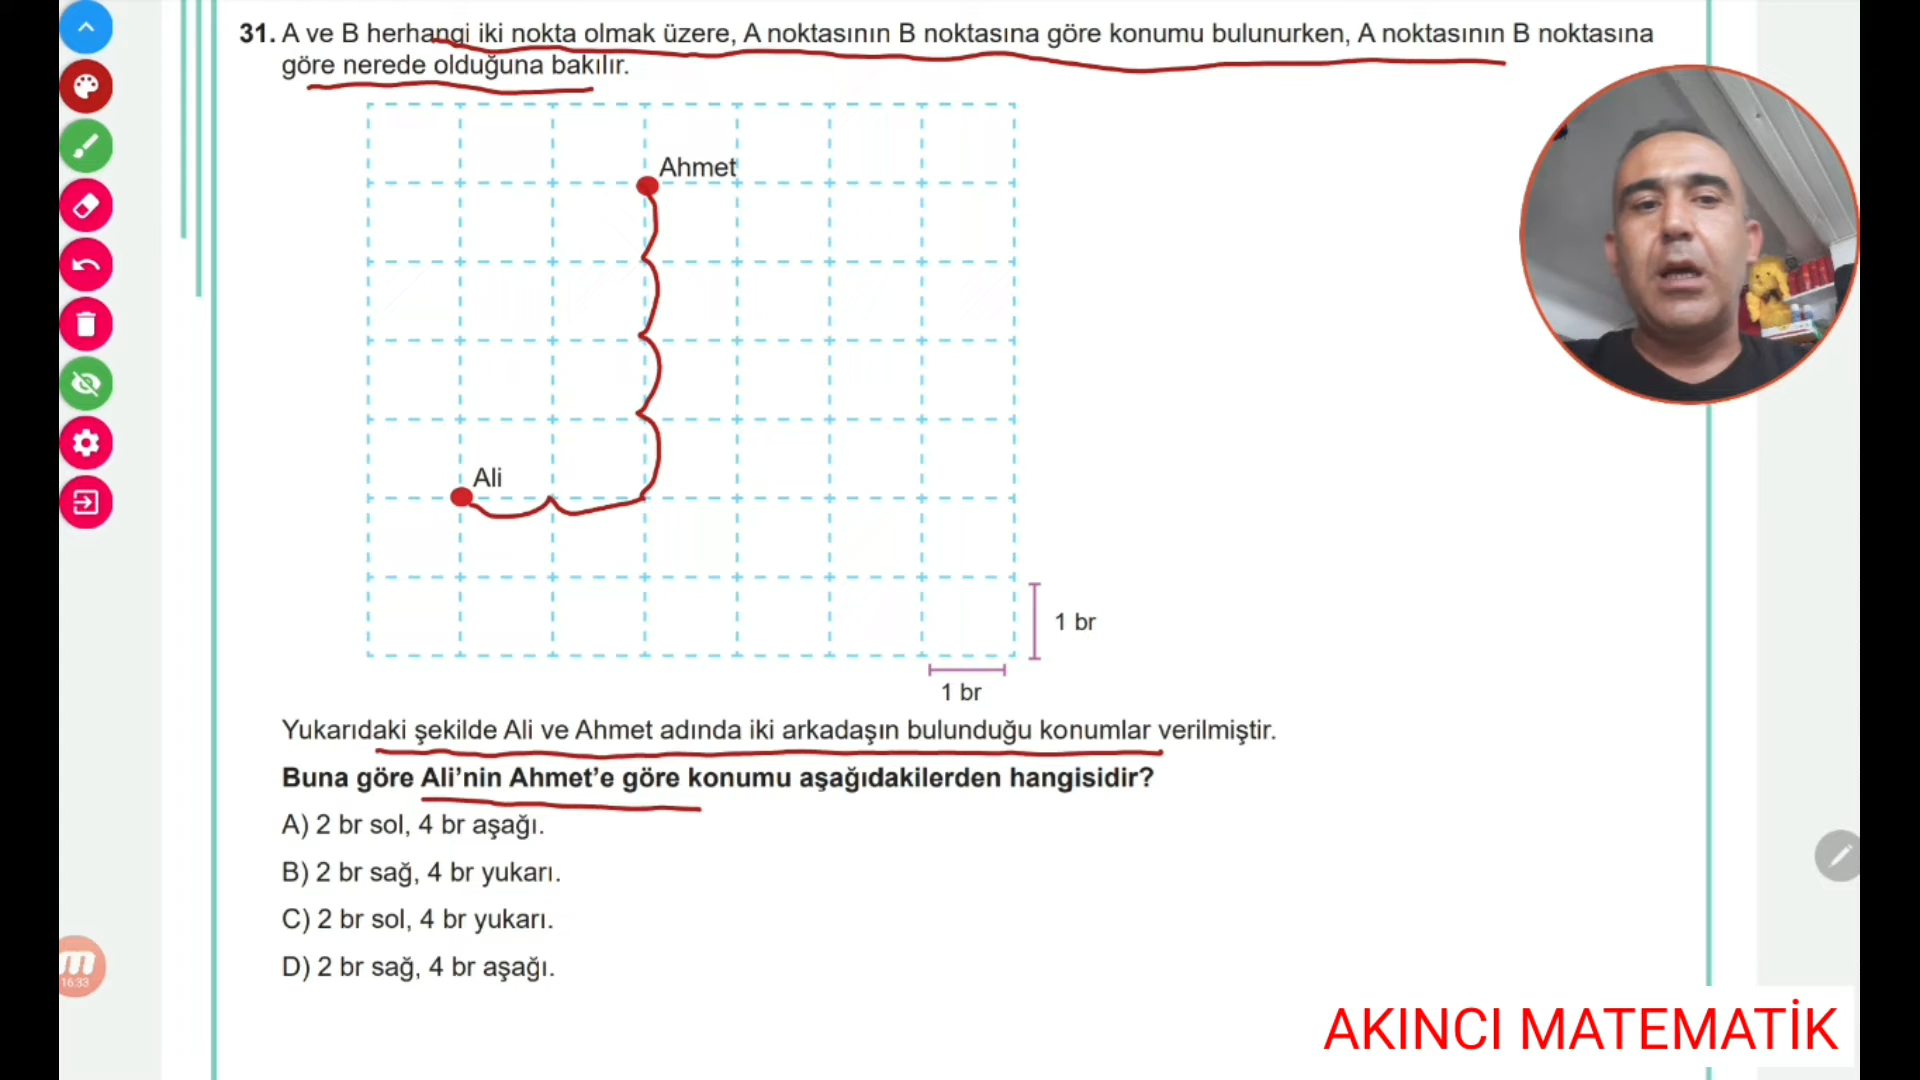 31. A ve B herhangi iki nokta olmak üzere, A noktasının B noktasına göre konumu bulunurken, A noktasının B noktasına
göre nerede olduğuna bakılır.
Ahmet
Ali
1 br
1 br
Yukarıdaki şekilde Ali ve Ahmet adında iki arkadaşın bulunduğu konumlar verilmiştir.
Buna göre Ali’nin Ahmet’e göre konumu aşağıdakilerden hangisidir?
A) 2 br sol, 4 br aşağı.
B) 2 br sağ, 4 br yukarı.
C) 2 br sol, 4 br yukarı.
D) 2 br sağ, 4 br aşağı.
m
16:33
AKINCI MATEMATİK